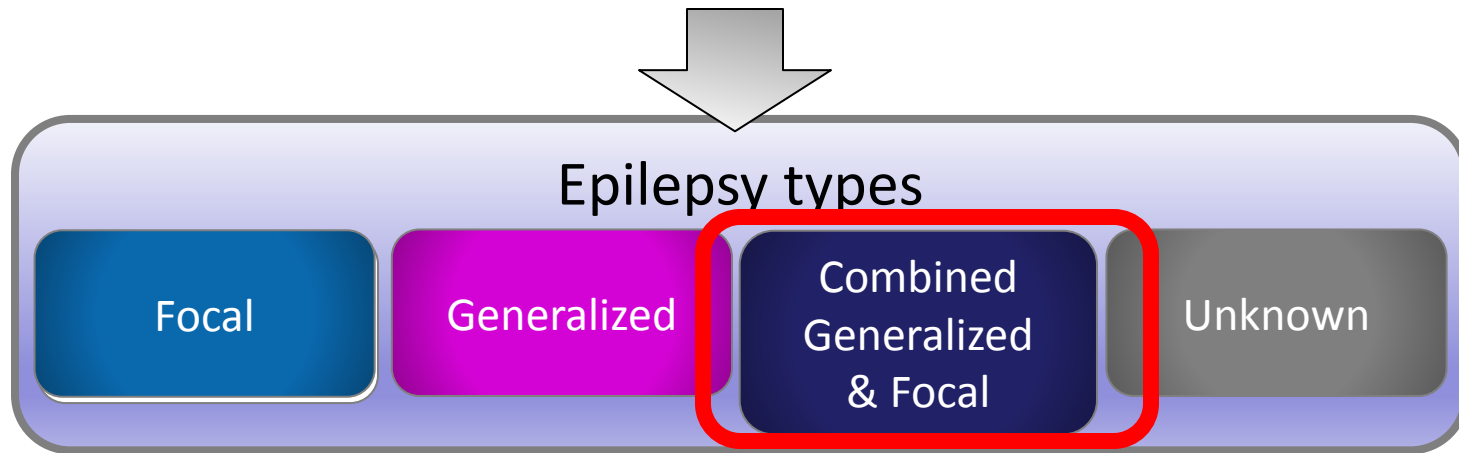 Epilepsy types
Focal
Generalized
Combined
Generalized
& Focal
Unknown